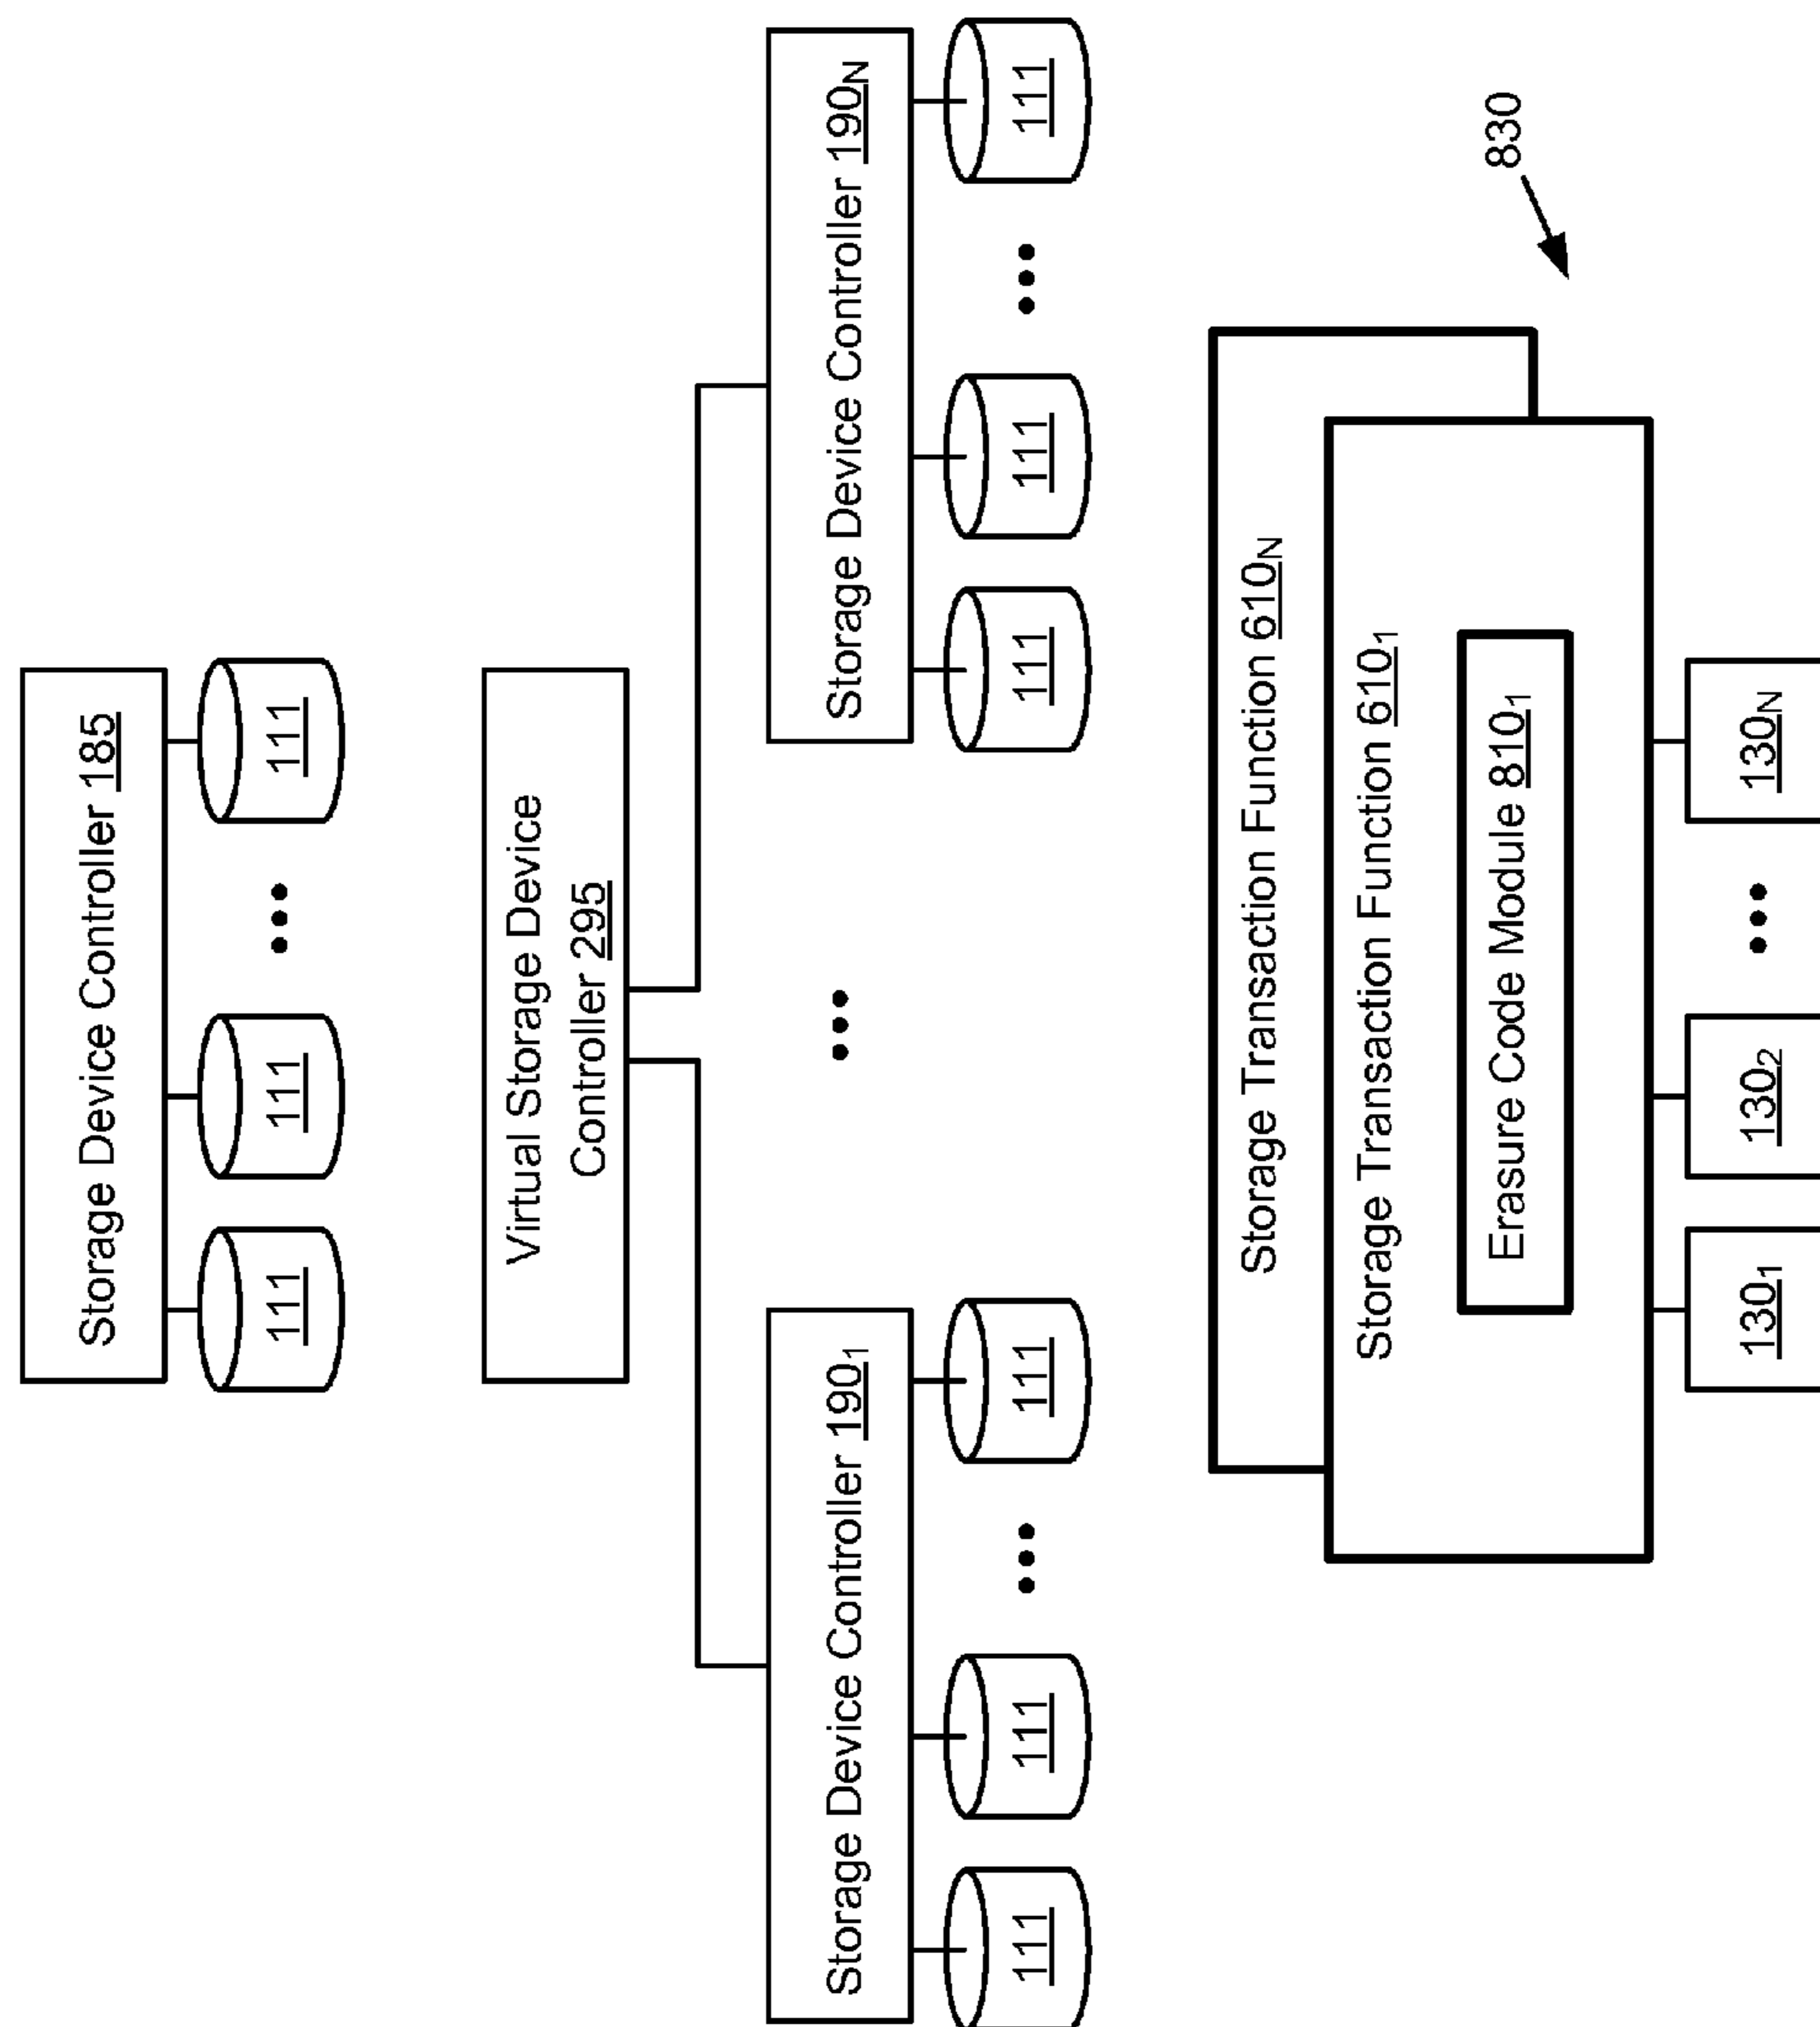 Storage Device Controller 185
111
111
•••
111
Virtual Storage Device
Controller 295
Storage Device Controller 190₁
•••
Storage Device Controller 190N
111
111
•••
111
111
111
•••
111
830
Storage Transaction Function 610N
Storage Transaction Function 610₁
Erasure Code Module 810₁
130₁
130₂
•••
130N